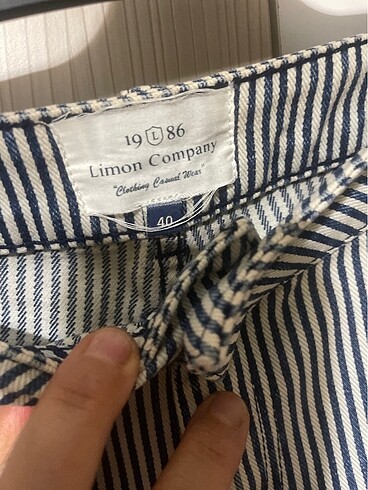 19 L 86
Limon Company
"Clothing Casual Wear"
40